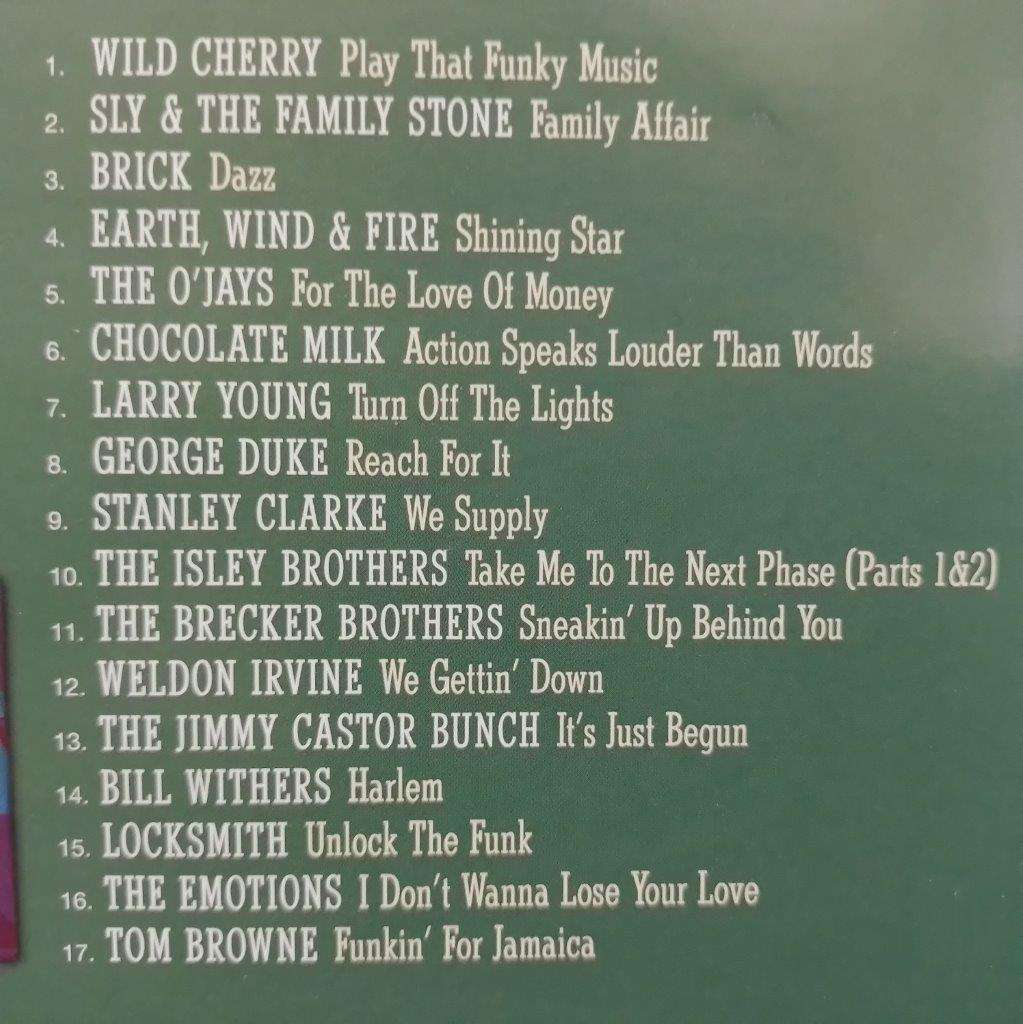 1. WILD CHERRY Play That Funky Music
2. SLY & THE FAMILY STONE Family Affair
3. BRICK Dazz
4. EARTH, WIND & FIRE Shining Star
5. THE O'JAYS For The Love Of Money
6. CHOCOLATE MILK Action Speaks Louder Than Words
7. LARRY YOUNG Turn Off The Lights
8. GEORGE DUKE Reach For It
9. STANLEY CLARKE We Supply
10. THE ISLEY BROTHERS Take Me To The Next Phase (Parts 1&2)
11. THE BRECKER BROTHERS Sneakin' Up Behind You
12. WELDON IRVINE We Gettin' Down
13. THE JIMMY CASTOR BUNCH It's Just Begun
14. BILL WITHERS Harlem
15. LOCKSMITH Unlock The Funk
16. THE EMOTIONS I Don't Wanna Lose Your Love
17. TOM BROWNE Funkin' For Jamaica